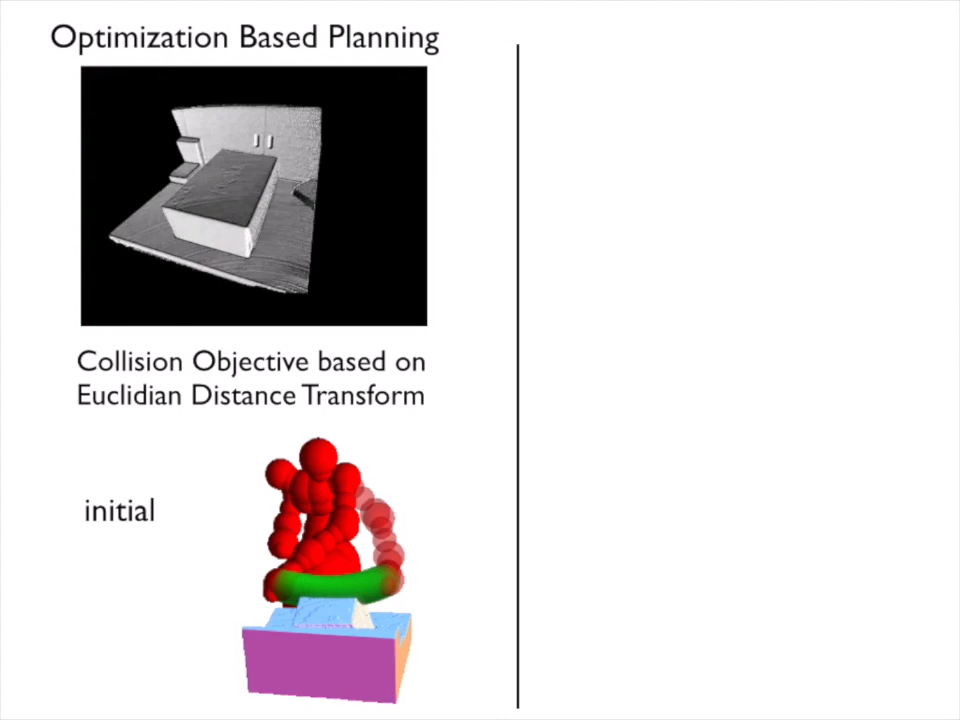 Optimization Based Planning
Collision Objective based on
Euclidian Distance Transform
initial